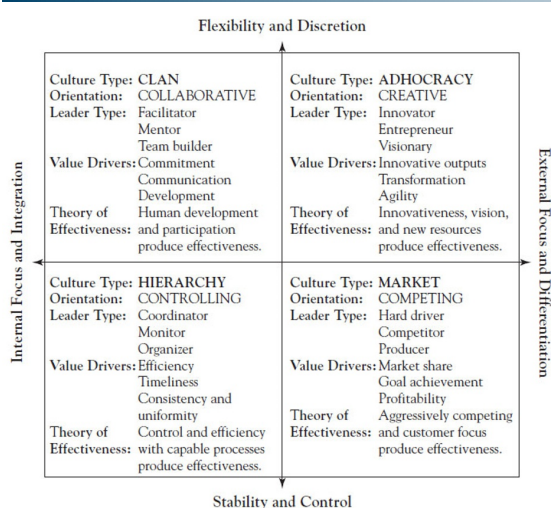 Flexibility and Discretion
Culture Type: CLAN
Orientation: COLLABORATIVE
Leader Type: Facilitator
Mentor
Team builder
Value Drivers: Commitment
Communication
Development
Theory of Human development
Effectiveness: and participation
produce effectiveness.
Culture Type: ADHOCRACY
Orientation: CREATIVE
Leader Type: Innovator
Entrepreneur
Visionary
Value Drivers: Innovative outputs
Transformation
Agility
Theory of Innovativeness, vision,
Effectiveness: and new resources
produce effectiveness.
Internal Focus and Integration
External Focus and Differentiation
Culture Type: HIERARCHY
Orientation: CONTROLLING
Leader Type: Coordinator
Monitor
Organizer
Value Drivers: Efficiency
Timeliness
Consistency and
uniformity
Theory of Control and efficiency
Effectiveness: with capable processes
produce effectiveness.
Culture Type: MARKET
Orientation: COMPETING
Leader Type: Hard driver
Competitor
Producer
Value Drivers: Market share
Goal achievement
Profitability
Theory of Aggressively competing
Effectiveness: and customer focus
produce effectiveness.
Stability and Control